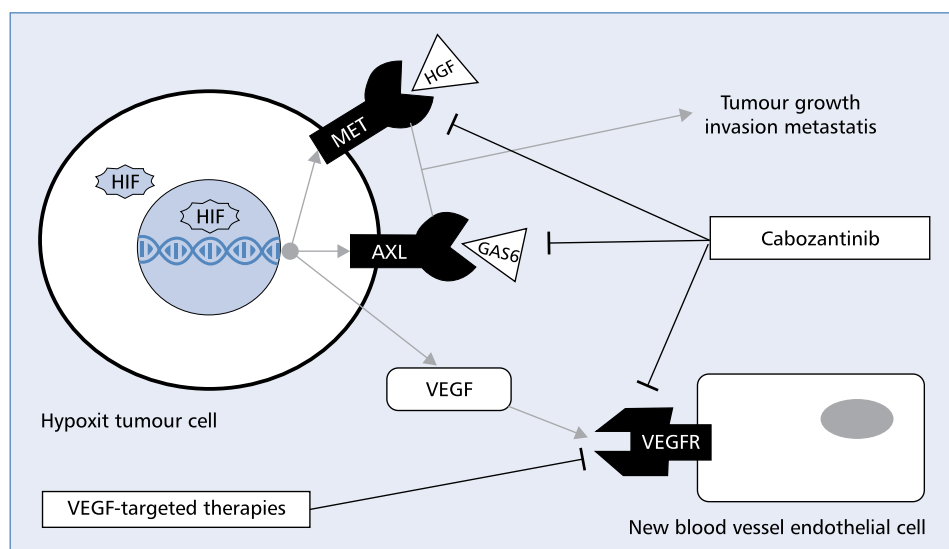 HGF
MET
Tumour growth
invasion metastatis
HIF
HIF
AXL
GAS6
Cabozantinib
VEGF
Hypoxit tumour cell
VEGFR
VEGF-targeted therapies
New blood vessel endothelial cell